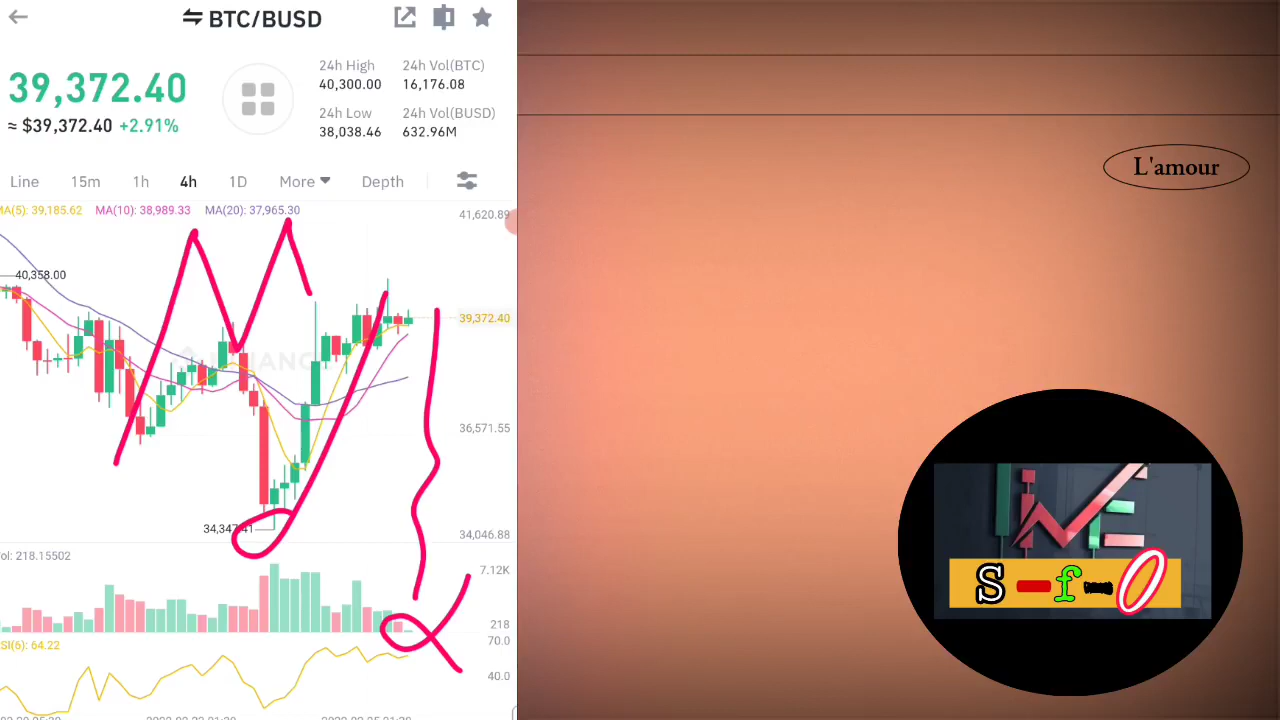 BTC/BUSD
39,372.40
≈ $39,372.40 +2.91%
24h High
40,300.00
24h Low
38,038.46
24h Vol(BTC)
16,176.08
24h Vol(BUSD)
632.96M
Line 15m 1h 4h 1D More Depth
MA(5): 39,185.62 MA(10): 38,989.33 MA(20): 37,965.30
41,620.89
40,358.00
39,372.40
36,571.55
34,347.41
34,046.88
Vol: 218.15502
7.12K
218
RSI(6): 64.22
70.0
40.0
L'amour
S - f - O